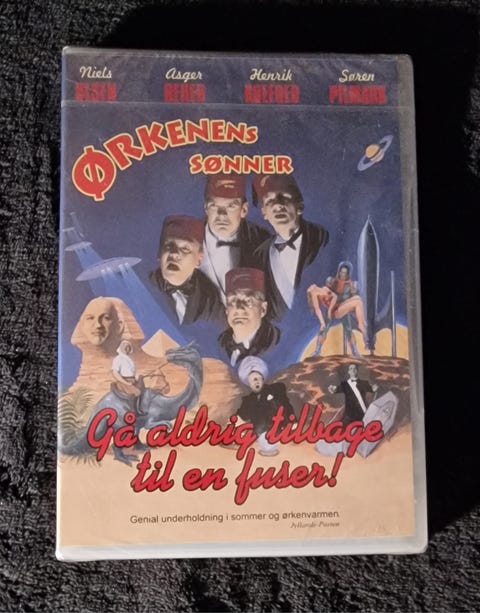 Niels Asger Henrik Søren
OLSEN REHER KOEFOED PILMARK
ØRKENENS
SØNNER
Gå aldrig tilbage
til en fuser!
Genial underholdning i sommer og ørkenvarmen.
Jyllands-Posten